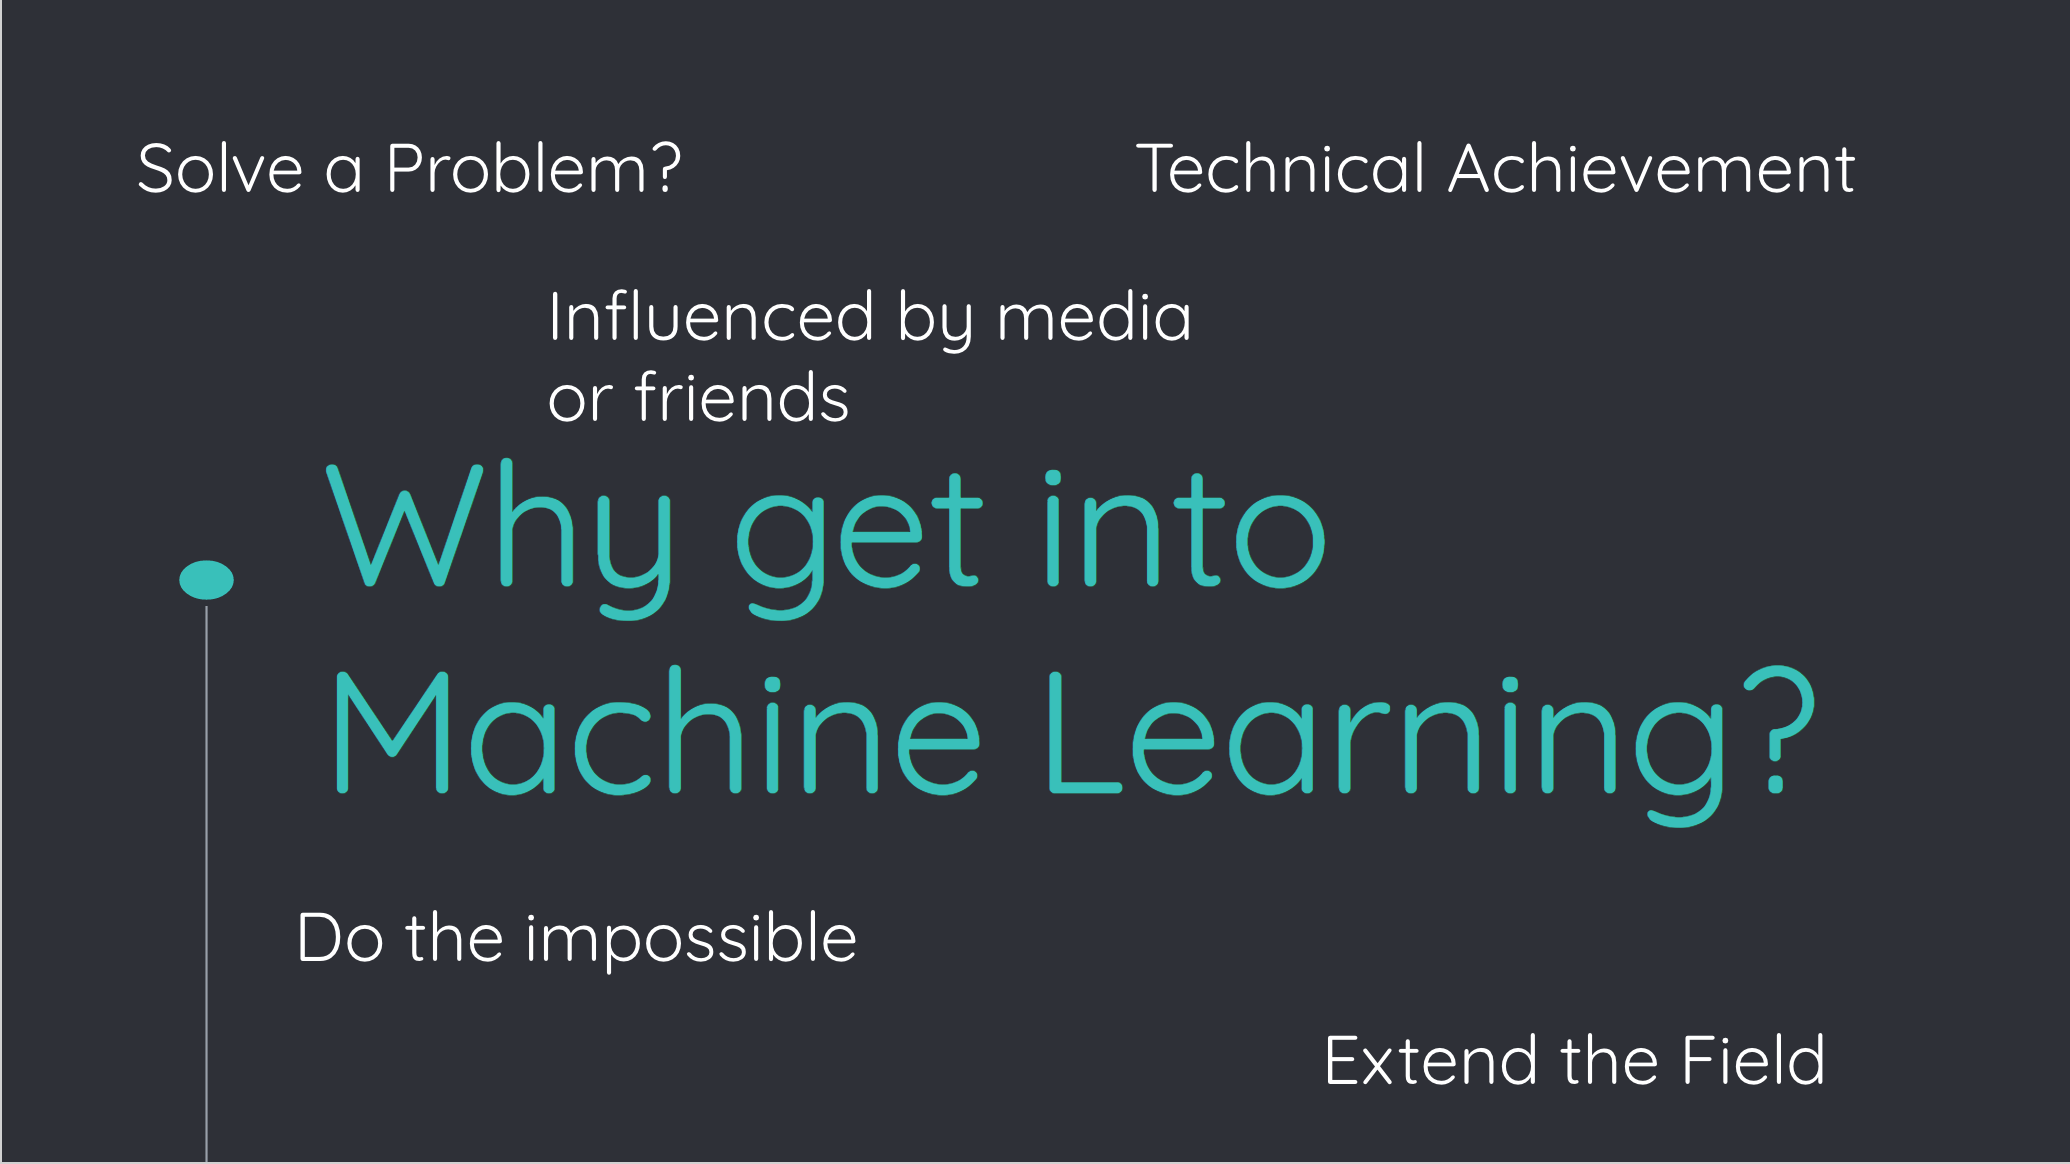 Solve a Problem?
Technical Achievement
Influenced by media
or friends
Why get into
Machine Learning?
Do the impossible
Extend the Field